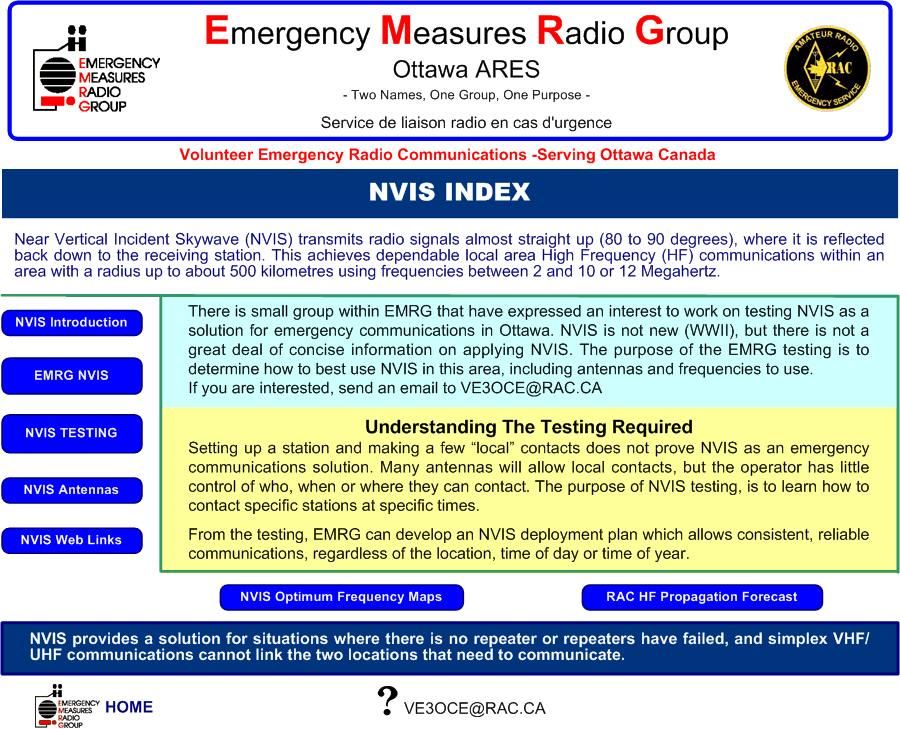 Emergency Measures Radio Group
EMERGENCY
MEASURES
RADIO
GROUP
Ottawa ARES
- Two Names, One Group, One Purpose -
Service de liaison radio en cas d'urgence
AMATEUR RADIO
RAC
EMERGENCY SERVICE
Volunteer Emergency Radio Communications -Serving Ottawa Canada
NVIS INDEX
Near Vertical Incident Skywave (NVIS) transmits radio signals almost straight up (80 to 90 degrees), where it is reflected
back down to the receiving station. This achieves dependable local area High Frequency (HF) communications within an
area with a radius up to about 500 kilometres using frequencies between 2 and 10 or 12 Megahertz.
NVIS Introduction
EMRG NVIS
NVIS TESTING
NVIS Antennas
NVIS Web Links
There is small group within EMRG that have expressed an interest to work on testing NVIS as a
solution for emergency communications in Ottawa. NVIS is not new (WWII), but there is not a
great deal of concise information on applying NVIS. The purpose of the EMRG testing is to
determine how to best use NVIS in this area, including antennas and frequencies to use.
If you are interested, send an email to VE3OCE@RAC.CA
Understanding The Testing Required
Setting up a station and making a few “local” contacts does not prove NVIS as an emergency
communications solution. Many antennas will allow local contacts, but the operator has little
control of who, when or where they can contact. The purpose of NVIS testing, is to learn how to
contact specific stations at specific times.
From the testing, EMRG can develop an NVIS deployment plan which allows consistent, reliable
communications, regardless of the location, time of day or time of year.
NVIS Optimum Frequency Maps
RAC HF Propagation Forecast
NVIS provides a solution for situations where there is no repeater or repeaters have failed, and simplex VHF/
UHF communications cannot link the two locations that need to communicate.
EMERGENCY
MEASURES
RADIO
GROUP
HOME
? VE3OCE@RAC.CA